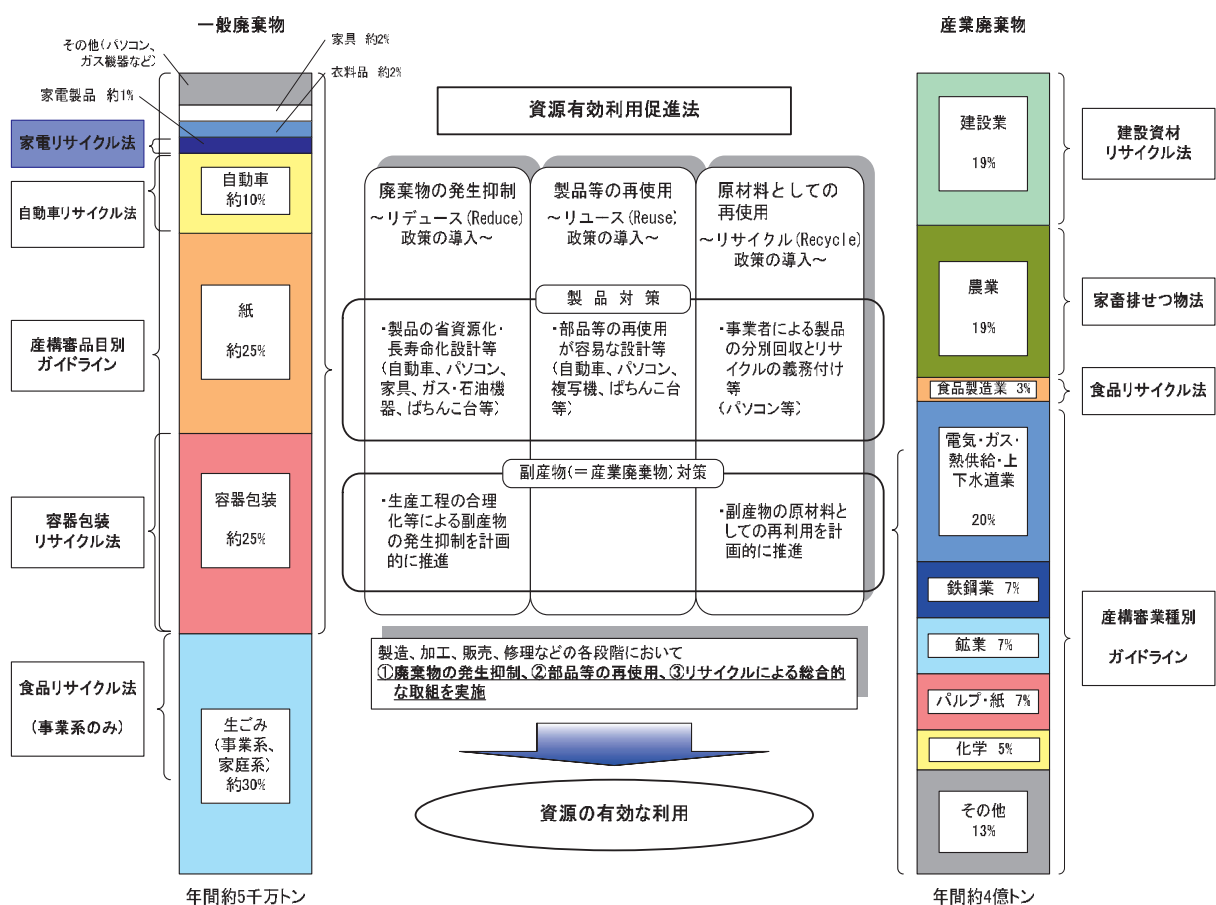 一般廃棄物
その他(パソコン、
ガス機器など)
家具 約2%
衣料品 約2%
家電製品 約1%
家電リサイクル法
自動車リサイクル法
産構審品目別
ガイドライン
容器包装
リサイクル法
食品リサイクル法
(事業系のみ)
自動車
約10%
紙
約25%
容器包装
約25%
生ごみ
(事業系、
家庭系)
約30%
年間約5千万トン
資源有効利用促進法
廃棄物の発生抑制
～リデュース(Reduce)
政策の導入～
製品等の再使用
～リユース(Reuse)
政策の導入～
原材料としての
再使用
～リサイクル(Recycle)
政策の導入～
製品対策
・製品の省資源化・
長寿命化設計等
(自動車、パソコン、
家具、ガス・石油機
器、ぱちんこ台等)
・部品等の再使用
が容易な設計等
(自動車、パソコン、
複写機、ぱちんこ台
等)
・事業者による製品
の分別回収とリ
サイクルの義務付け
等
(パソコン等)
副産物(＝産業廃棄物)対策
・生産工程の合理
化等による副産物
の発生抑制を計画
的に推進
・副産物の原材料と
しての再利用を計
画的に推進
製造、加工、販売、修理などの各段階において
①廃棄物の発生抑制、②部品等の再使用、③リサイクルによる総合的
な取組を実施
資源の有効な利用
産業廃棄物
建設業
19%
農業
19%
食品製造業 3%
電気・ガス・
熱供給・上
下水道業
20%
鉄鋼業 7%
鉱業 7%
パルプ・紙 7%
化学 5%
その他
13%
年間約4億トン
建設資材
リサイクル法
家畜排せつ物法
食品リサイクル法
産構審業種別
ガイドライン